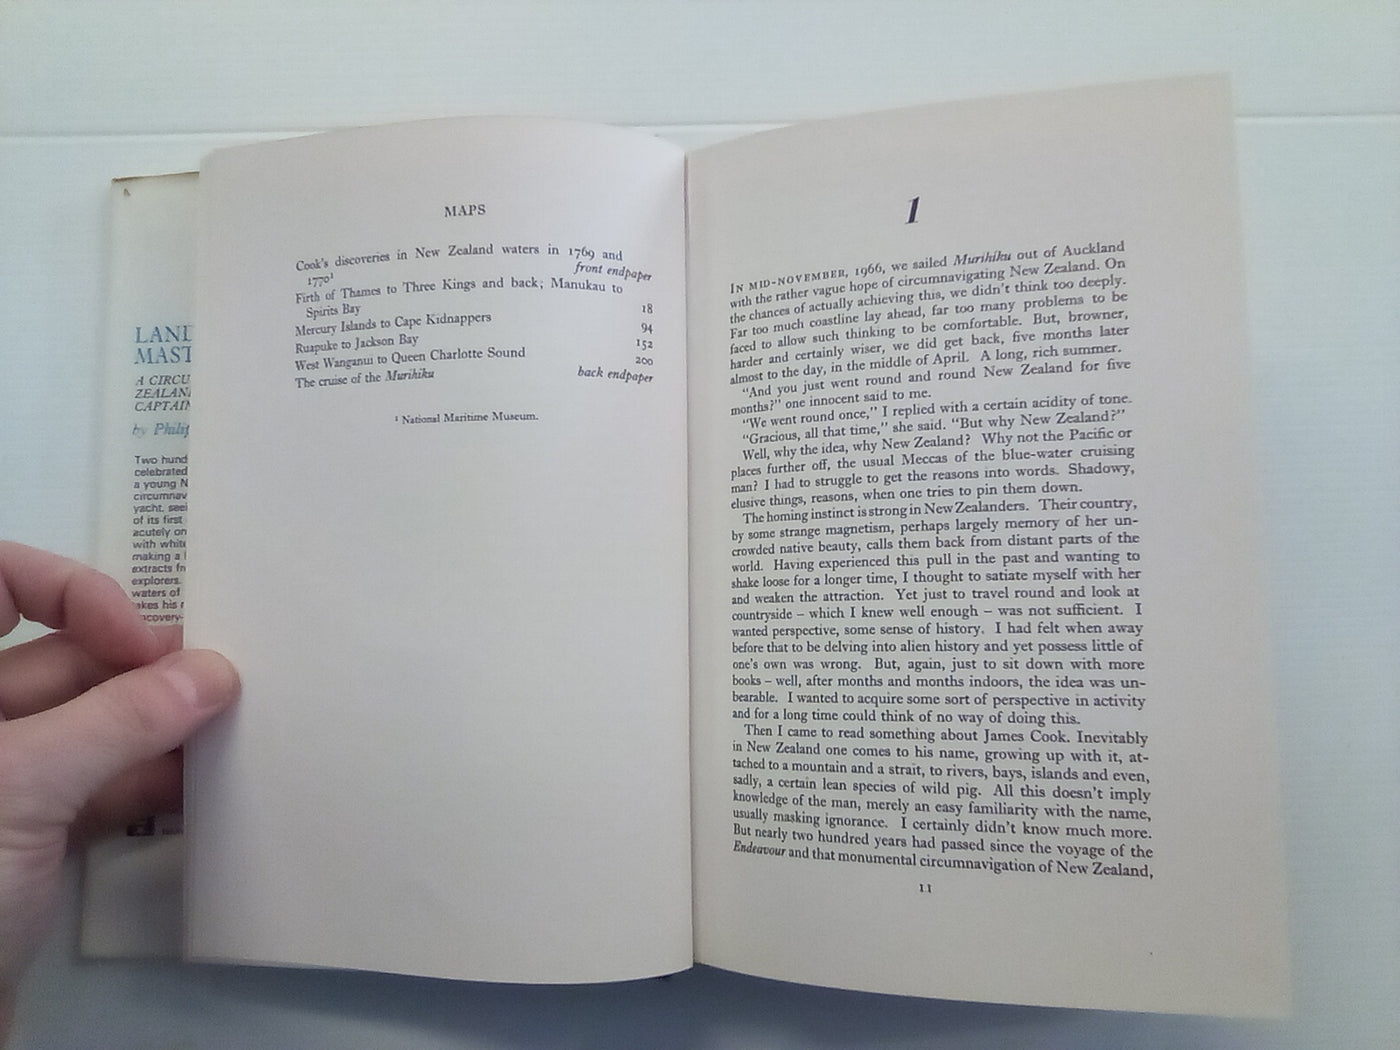 LAND
MAST
A CIRCU
ZEALAN
CAPTAIN
by Philip
Two hund
celebrated
a young N
circumnav
yacht, seei
of its first
acutely on
with white
making a l
extracts fr
explorers.
waters of
akes his r
scovery-
MAPS
Cook's discoveries in New Zealand waters in 1769 and
1770¹ front endpaper
Firth of Thames to Three Kings and back; Manukau to
Spirits Bay 18
Mercury Islands to Cape Kidnappers 94
Ruapuke to Jackson Bay 152
West Wanganui to Queen Charlotte Sound 200
The cruise of the Murihiku back endpaper
¹ National Maritime Museum.
1
IN MID-NOVEMBER, 1966, we sailed Murihiku out of Auckland
with the rather vague hope of circumnavigating New Zealand. On
the chances of actually achieving this, we didn't think too deeply.
Far too much coastline lay ahead, far too many problems to be
faced to allow such thinking to be comfortable. But, browner,
harder and certainly wiser, we did get back, five months later
almost to the day, in the middle of April. A long, rich summer.
"And you just went round and round New Zealand for five
months?" one innocent said to me.
"We went round once," I replied with a certain acidity of tone.
"Gracious, all that time," she said. "But why New Zealand?"
Well, why the idea, why New Zealand? Why not the Pacific or
places further off, the usual Meccas of the blue-water cruising
man? I had to struggle to get the reasons into words. Shadowy,
elusive things, reasons, when one tries to pin them down.
The homing instinct is strong in New Zealanders. Their country,
by some strange magnetism, perhaps largely memory of her un-
crowded native beauty, calls them back from distant parts of the
world. Having experienced this pull in the past and wanting to
shake loose for a longer time, I thought to satiate myself with her
and weaken the attraction. Yet just to travel round and look at
countryside – which I knew well enough – was not sufficient. I
wanted perspective, some sense of history. I had felt when away
before that to be delving into alien history and yet possess little of
one's own was wrong. But, again, just to sit down with more
books – well, after months and months indoors, the idea was un-
bearable. I wanted to acquire some sort of perspective in activity
and for a long time could think of no way of doing this.
Then I came to read something about James Cook. Inevitably
in New Zealand one comes to his name, growing up with it, at-
tached to a mountain and a strait, to rivers, bays, islands and even,
sadly, a certain lean species of wild pig. All this doesn't imply
knowledge of the man, merely an easy familiarity with the name,
usually masking ignorance. I certainly didn't know much more.
But nearly two hundred years had passed since the voyage of the
Endeavour and that monumental circumnavigation of New Zealand,
11